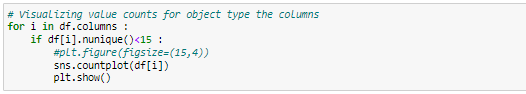 # Visualizing value counts for object type the columns
for i in df.columns :
    if df[i].nunique()<15 :
        #plt.figure(figsize=(15,4))
        sns.countplot(df[i])
        plt.show()